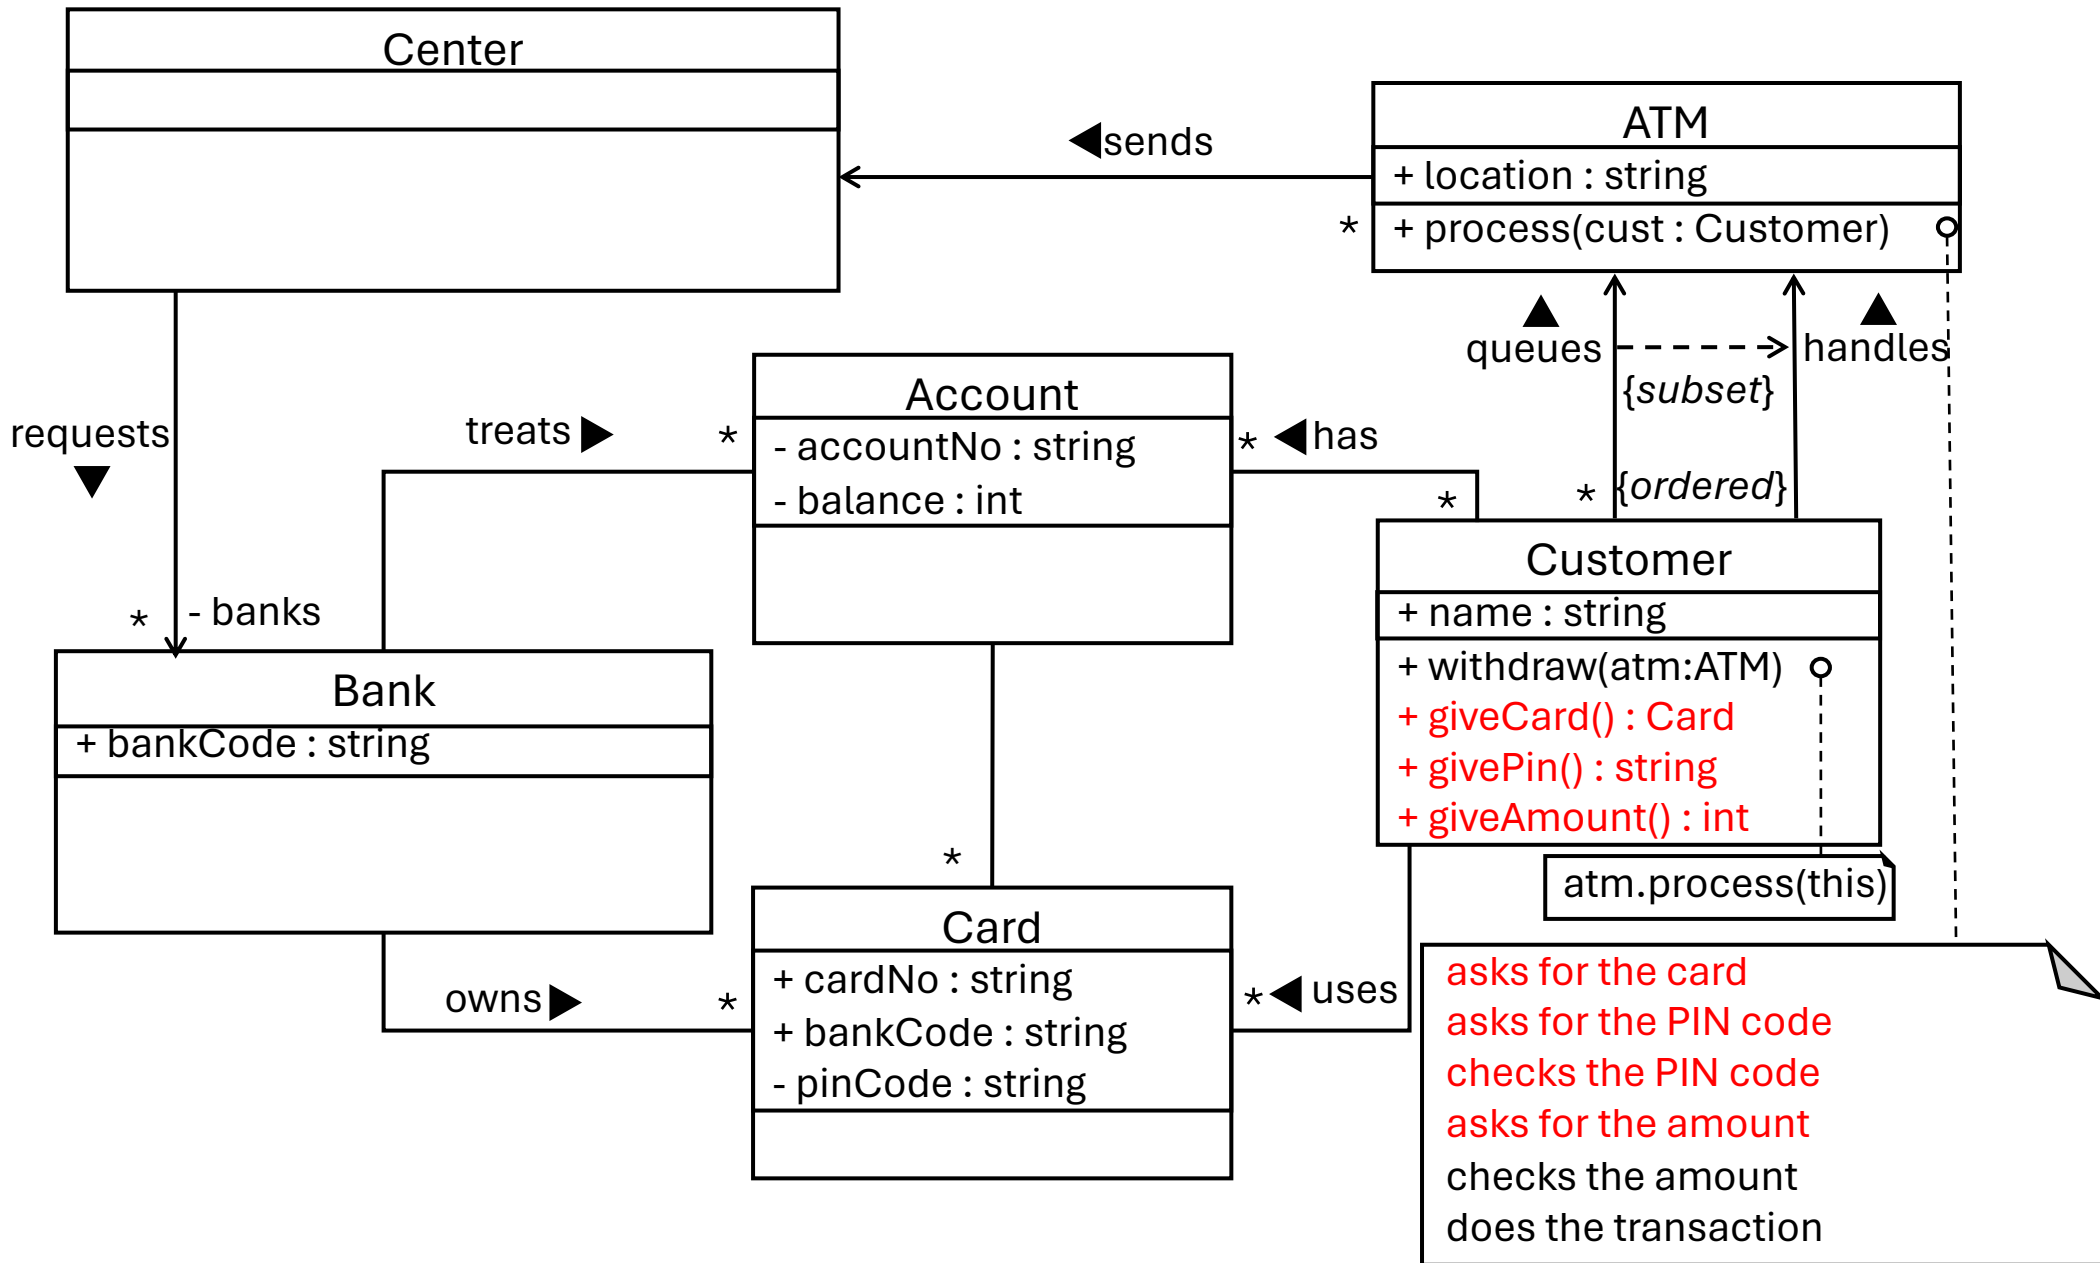 Center
ATM
sends
+ location : string
* + process(cust : Customer)
queues
handles
{subset}
Account
requests
treats
*
- accountNo : string
*
has
- balance : int
*
*
{ordered}
Customer
+ name : string
* - banks
+ withdraw(atm:ATM)
Bank
+ giveCard() : Card
+ bankCode : string
+ givePin() : string
+ giveAmount() : int
*
atm.process(this)
Card
asks for the card
+ cardNo : string
owns
*
*
uses
asks for the PIN code
+ bankCode : string
checks the PIN code
- pinCode : string
asks for the amount
checks the amount
does the transaction